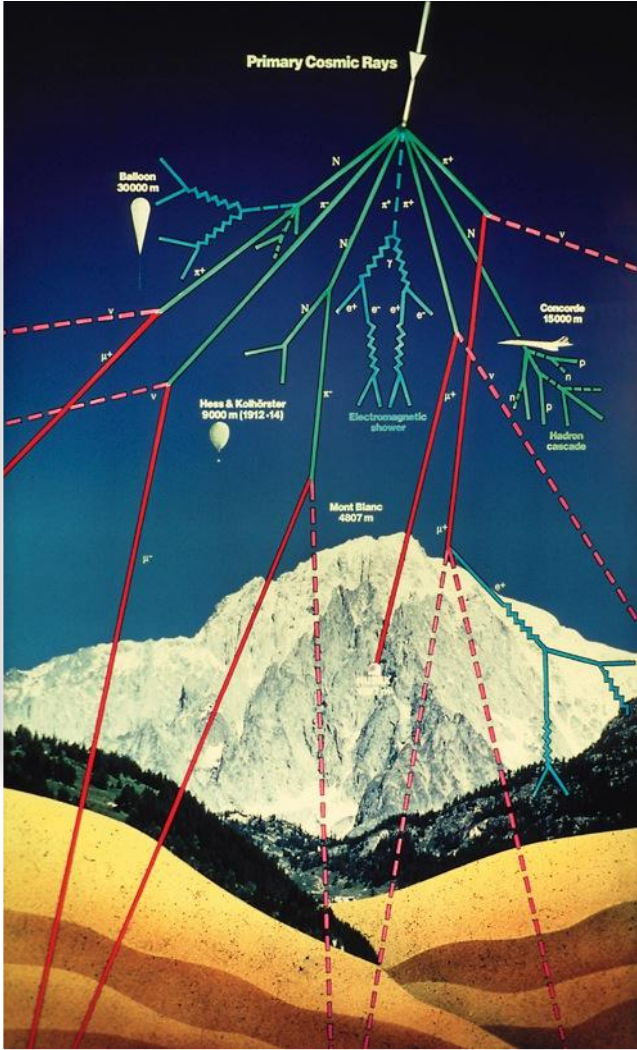 Primary Cosmic Rays
N
π+
Balloon
30000 m
π-
π°
π+
N
N
ν
π+
γ
e+
e-
e+
e-
N
Concorde
15000 m
ν
μ+
ν
p
n
n
p
ν
μ+
Hess & Kolhörster
9000 m (1912-14)
π-
Electromagnetic
shower
Hadron
cascade
Mont Blanc
4807 m
μ+
μ-
e+